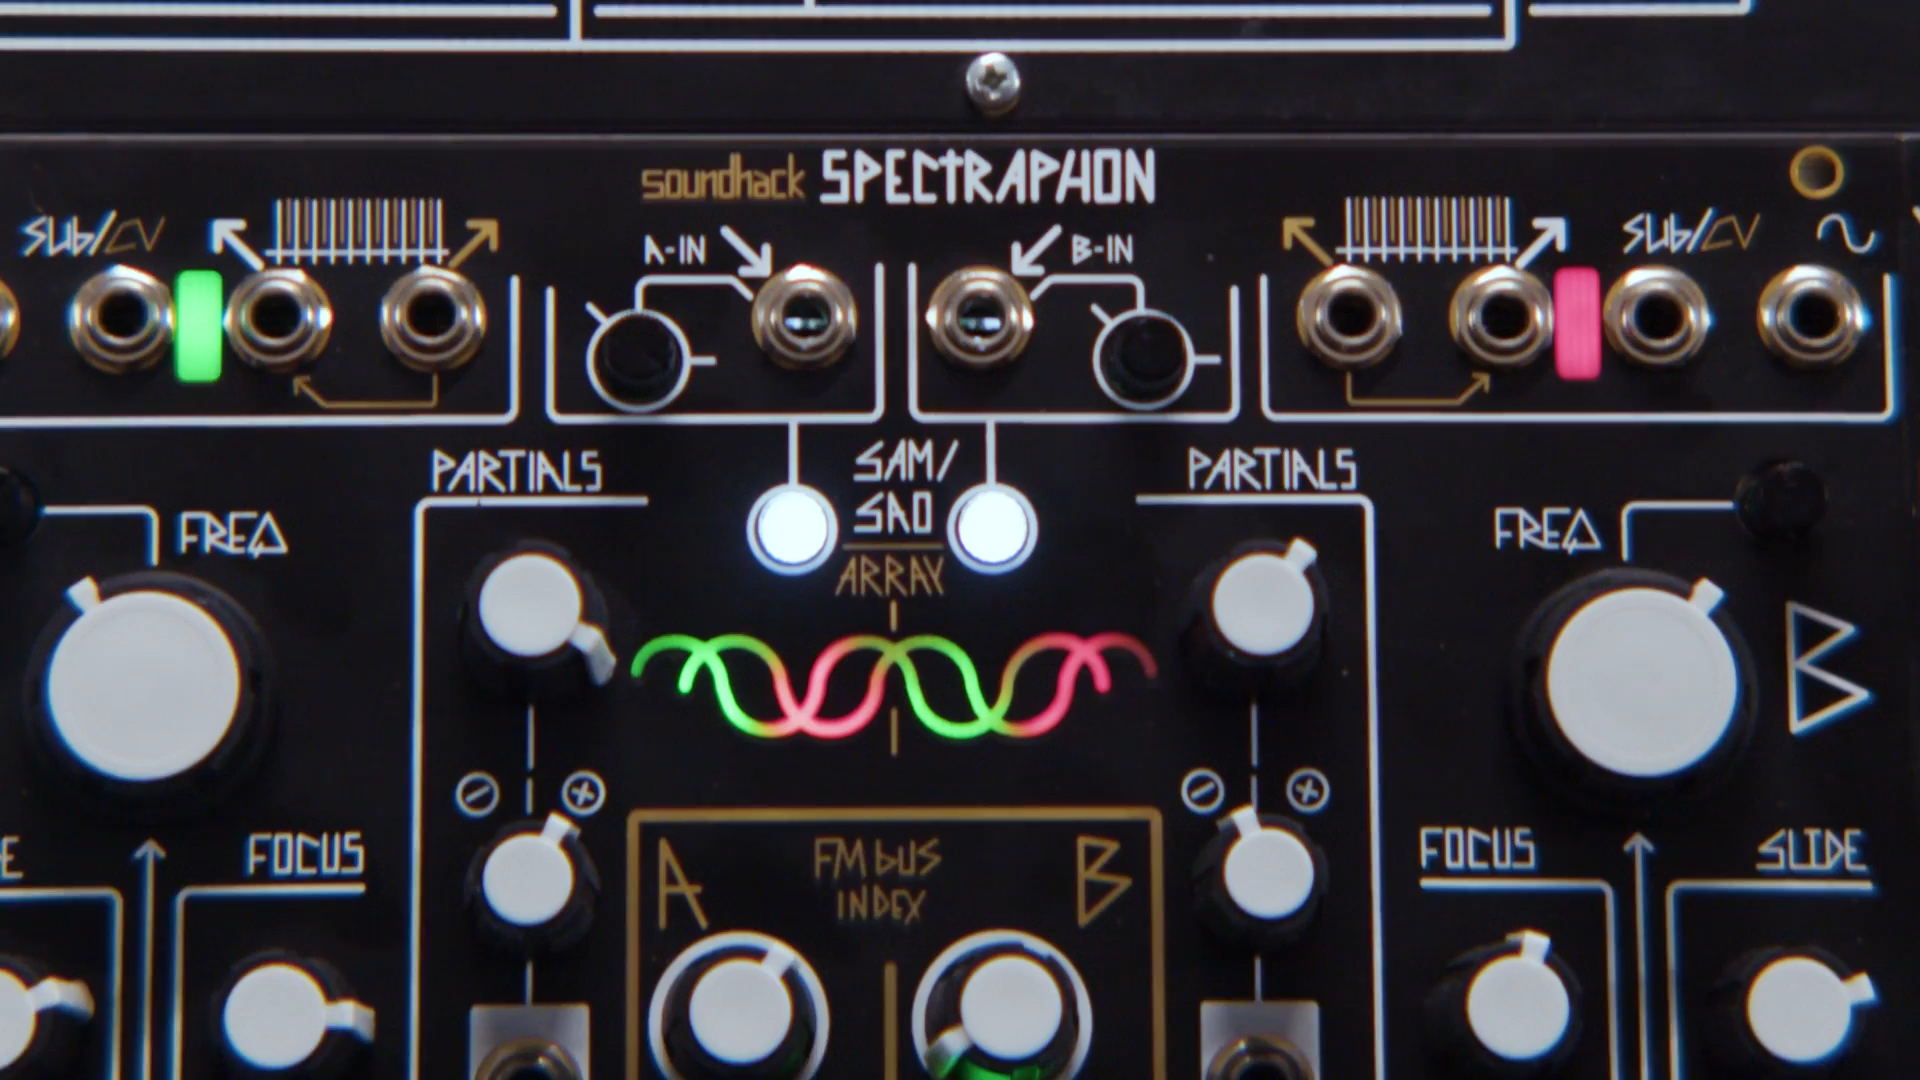 soundhack SPECTRAPHON
SUB/CV
A-IN
B-IN
SUB/CV
PARTIALS
SAM/
SAO
ARRAY
PARTIALS
FREQ
FREQ
B
FOCUS
FM BUS
INDEX
A
B
FOCUS
SLIDE